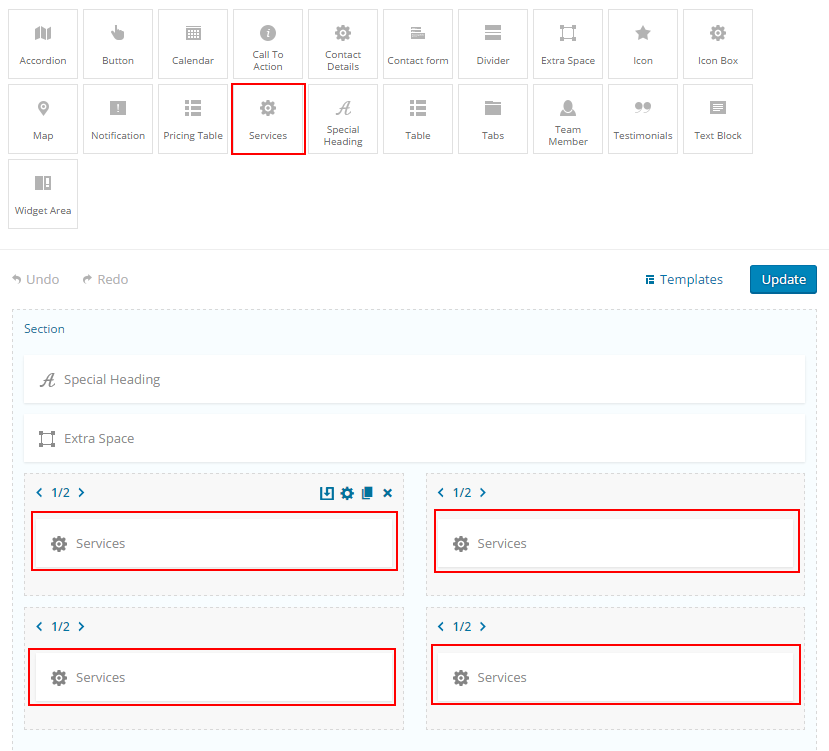 Accordion
Button
Calendar
Call To
Action
Contact
Details
Contact form
Divider
Extra Space
Icon
Icon Box
Map
Notification
Pricing Table
Services
Special
Heading
Table
Tabs
Team
Member
Testimonials
Text Block
Widget Area
Undo
Redo
Templates
Update
Section
Special Heading
Extra Space
1/2
1/2
Services
Services
1/2
1/2
Services
Services